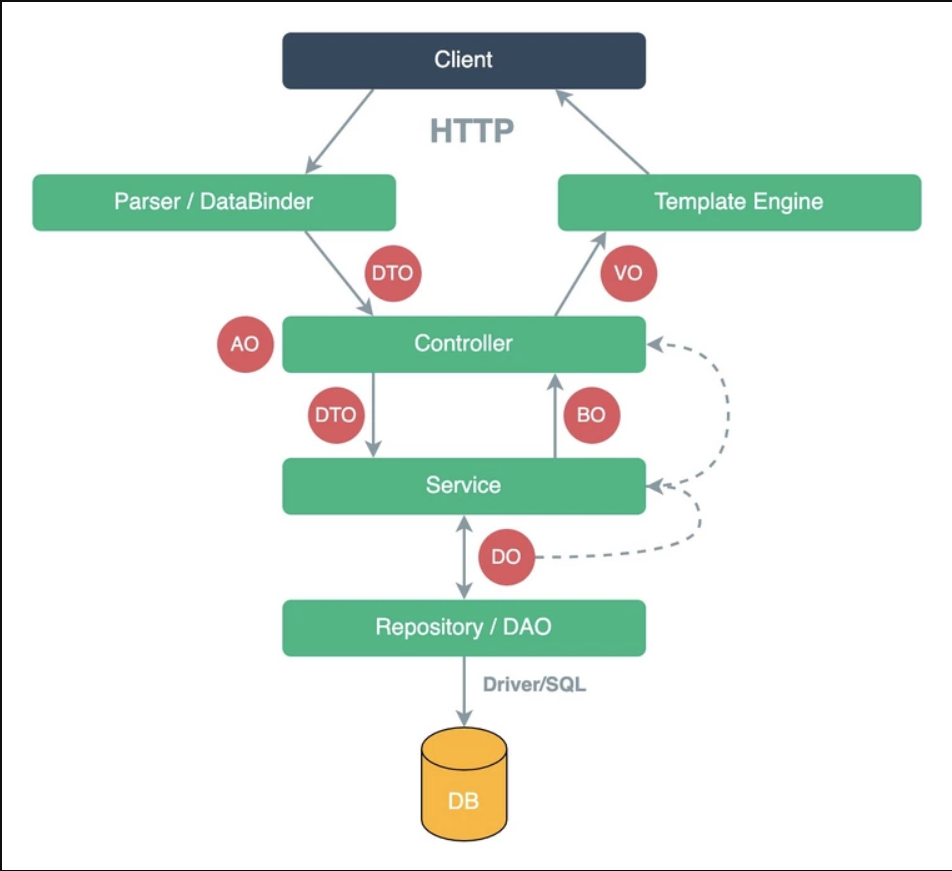 Client
HTTP
Parser / DataBinder
Template Engine
DTO
VO
AO
Controller
DTO
BO
Service
DO
Repository / DAO
Driver/SQL
DB